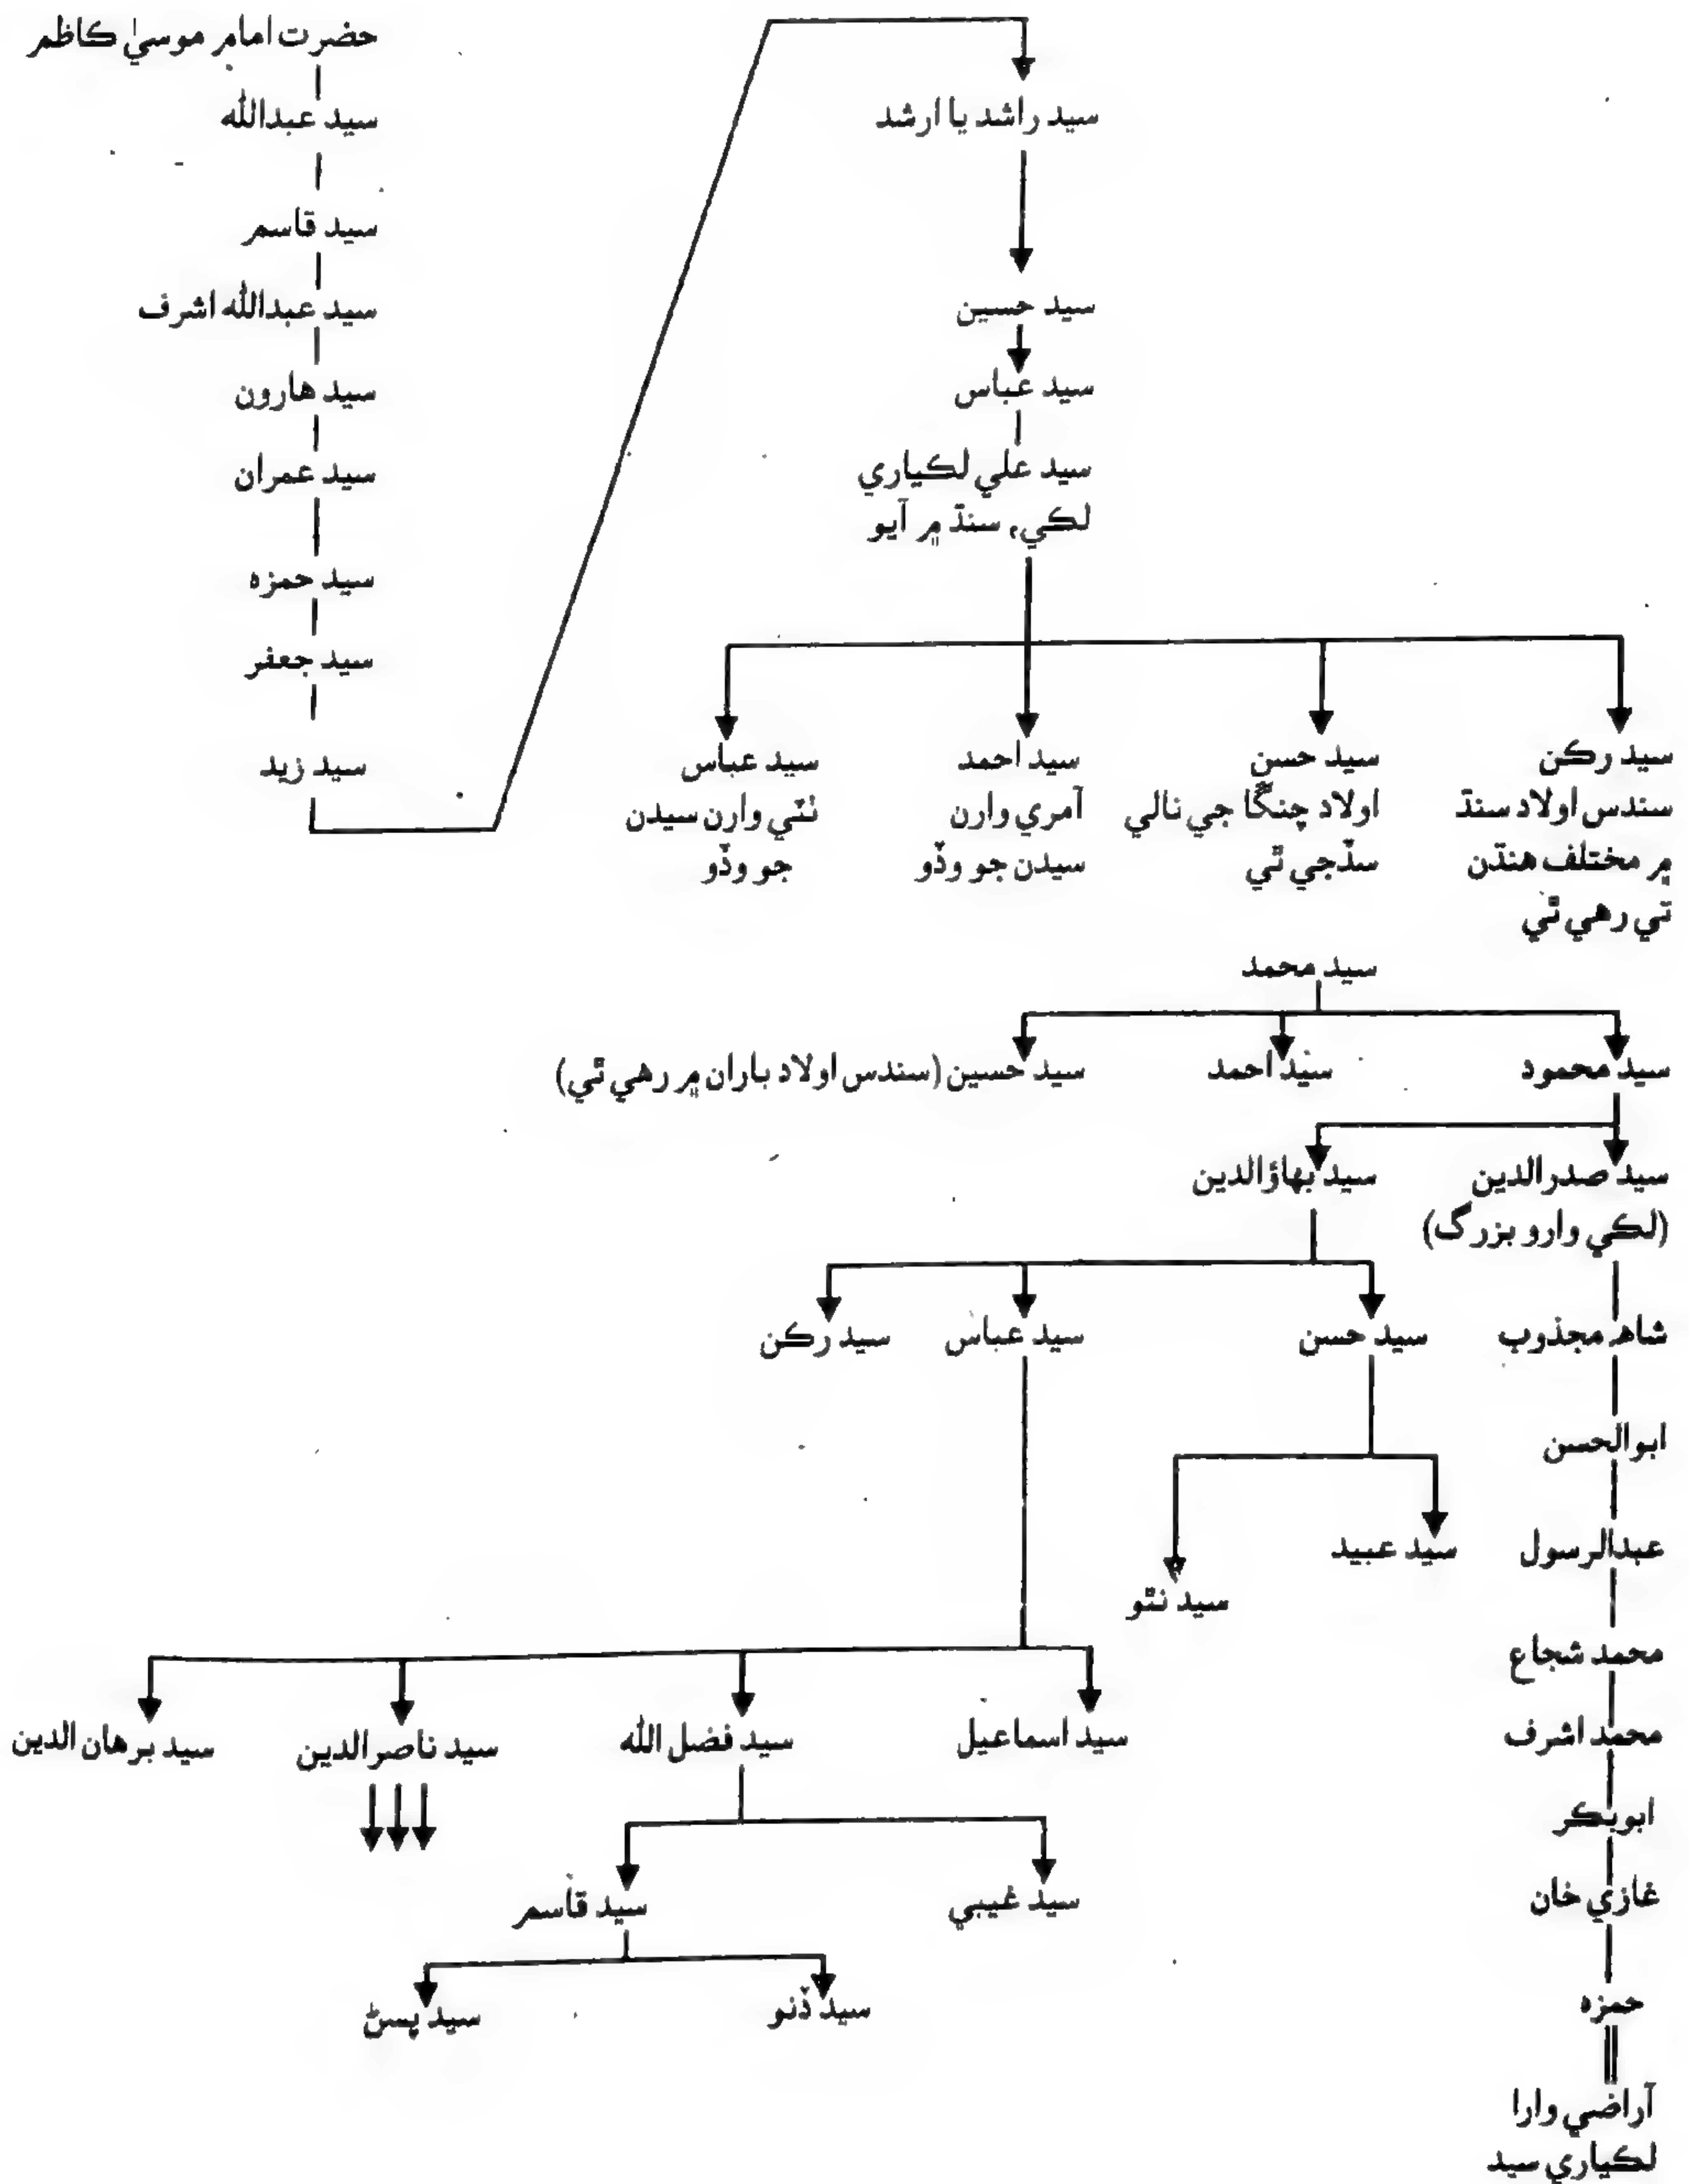 حضرت امام موسيٰ ڪاظم
سيد عبدالله
سيد قاسم
سيد عبدالله اشرف
سيد هارون
سيد عمران
سيد حمزه
سيد جعفر
سيد زيد
سيد راشد يا ارشد
سيد حسين
سيد عباس
سيد علي لڪياري
لڪي، سنڌ ۾ آيو
سيد رڪن
سندس اولاد سنڌ
۾ مختلف هنڌن
تي رهي ٿي
سيد حسن
اولاد چنگا جي نالي
سڏجي ٿي
سيد احمد
آمري وارن
سيدن جو وڏو
سيد عباس
ٺٽي وارن سيدن
جو وڏو
سيد محمد
سيد محمود
سيد احمد
سيد حسين (سندس اولاد باران ۾ رهي ٿي)
سيد صدرالدين
(لڪي وارو بزرگ)
سيد بهاؤالدين
شاھ مجذوب
سيد حسن
سيد عباس
سيد رڪن
ابوالحسن
عبدالرسول
سيد عبيد
سيد نٿو
محمد شجاع
محمد اشرف
سيد اسماعيل
سيد فضل الله
سيد ناصرالدين
سيد برهان الدين
ابوبڪر
غازي خان
سيد غيبي
سيد قاسم
حمزه
سيد ڏنو
سيد پسڻ
آراضي وارا
لڪياري سيد